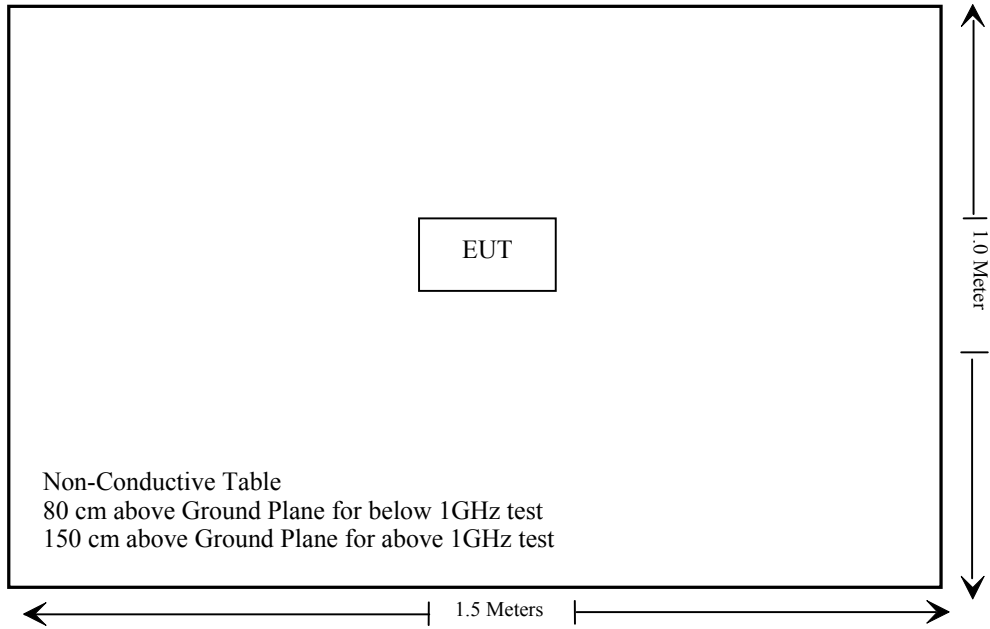 EUT
1.0 Meter
Non-Conductive Table
80 cm above Ground Plane for below 1GHz test
150 cm above Ground Plane for above 1GHz test
1.5 Meters